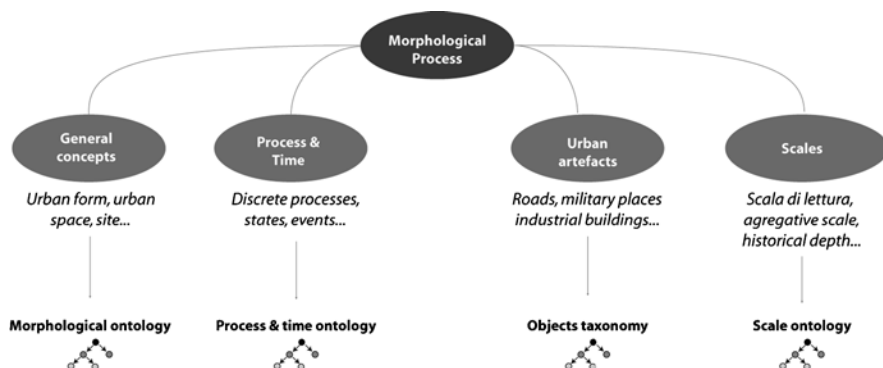 Morphological
Process
General
concepts
Process &
Time
Urban
artefacts
Scales
Urban form, urban
space, site...
Discrete processes,
states, events...
Roads, military places
industrial buildings...
Scala di lettura,
agregative scale,
historical depth...
Morphological ontology
Process & time ontology
Objects taxonomy
Scale ontology